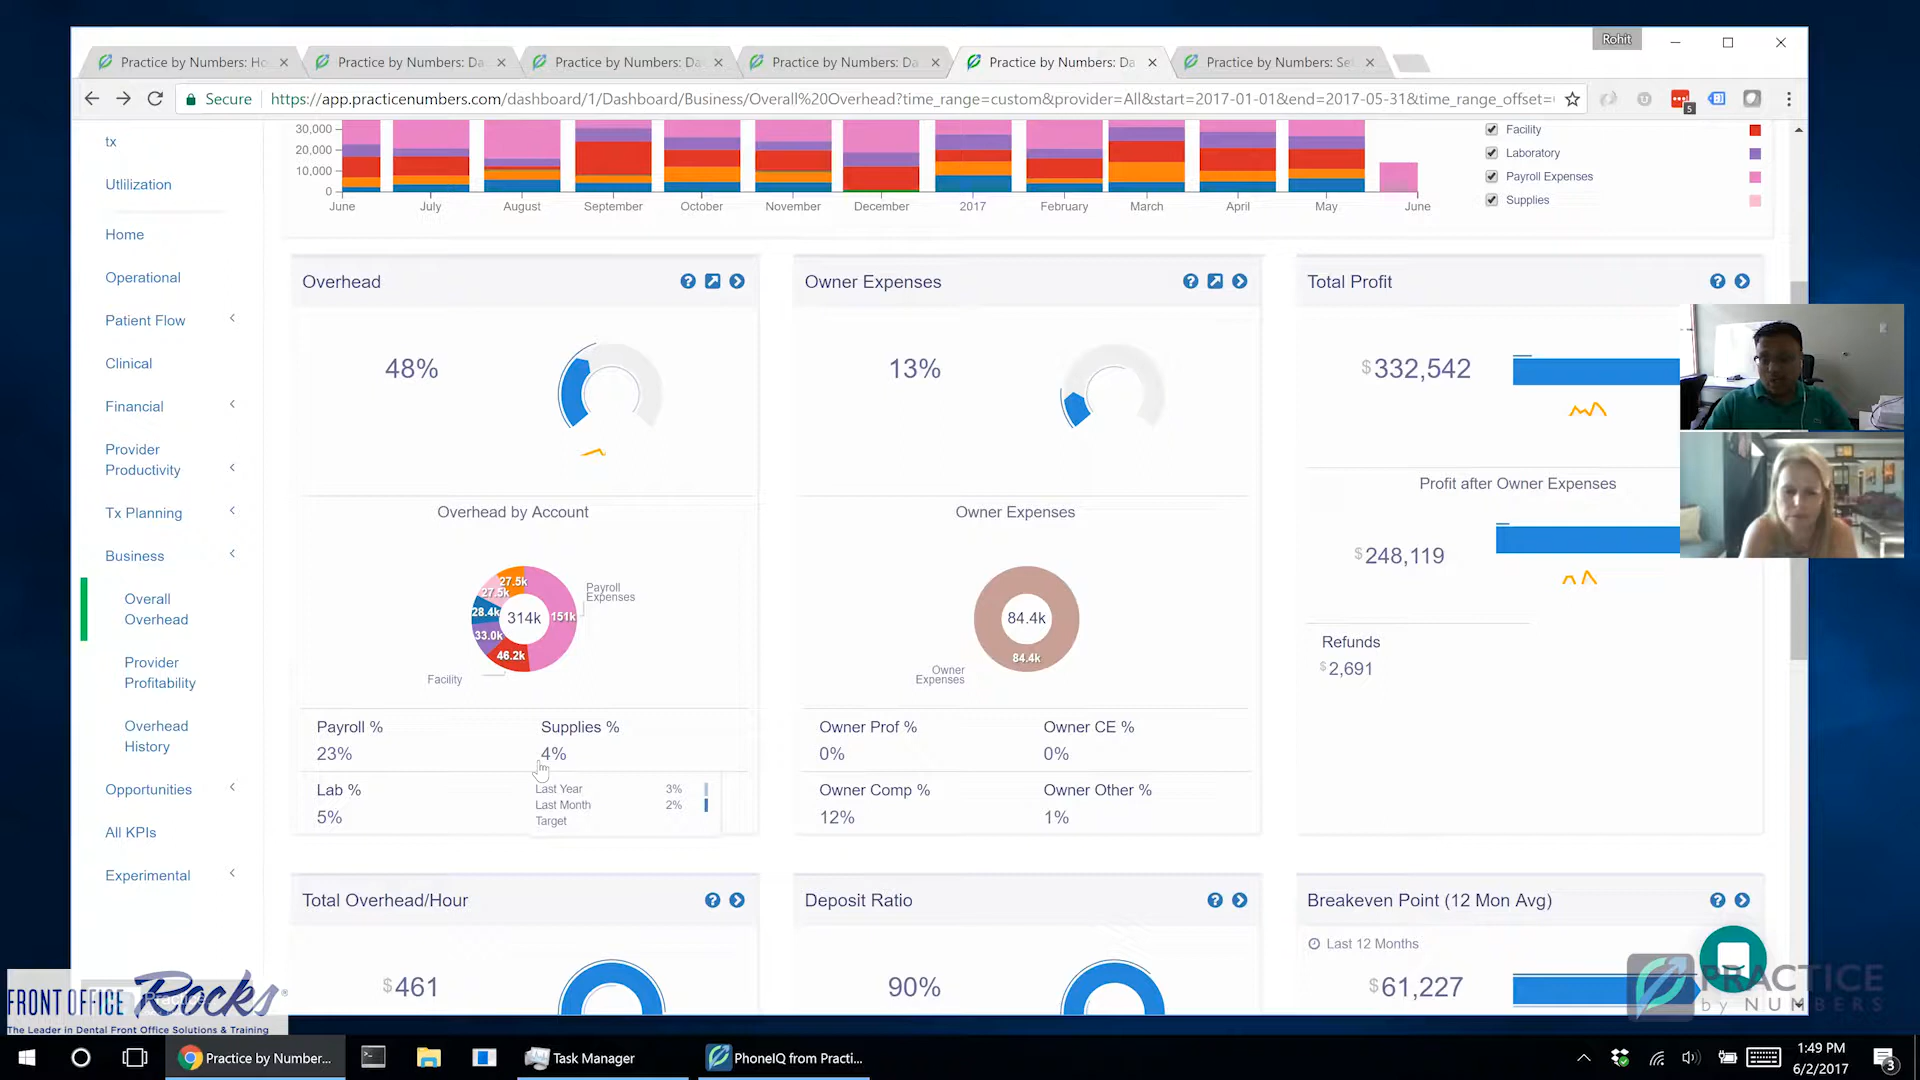 Rohit
Practice by Numbers: Ho
Practice by Numbers: Da
Practice by Numbers: Da
Practice by Numbers: Da
Practice by Numbers: Da
Practice by Numbers: Se
Secure
https://app.practicenumbers.com/dashboard/1/Dashboard/Business/Overall%20Overhead?time_range=custom&provider=All&start=2017-01-01&end=2017-05-31&time_range_offset=
5
tx
Utlilization
Home
Operational
Patient Flow
Clinical
Financial
Provider
Productivity
Tx Planning
Business
Overall
Overhead
Provider
Profitability
Overhead
History
Opportunities
All KPIs
Experimental
30,000
20,000
10,000
0
June
July
August
September
October
November
December
2017
February
March
April
May
June
Facility
Laboratory
Payroll Expenses
Supplies
Overhead
48%
Overhead by Account
27.5k
27.5k
28.4k
33.0k
46.2k
151k
314k
Payroll
Expenses
Facility
Payroll %
23%
Supplies %
4%
Lab %
5%
Last Year 3%
Last Month 2%
Target
Owner Expenses
13%
Owner Expenses
84.4k
84.4k
Owner
Expenses
Owner Prof %
0%
Owner CE %
0%
Owner Comp %
12%
Owner Other %
1%
Total Profit
$332,542
Profit after Owner Expenses
$248,119
Refunds
$2,691
Total Overhead/Hour
$461
Deposit Ratio
90%
Breakeven Point (12 Mon Avg)
Last 12 Months
$61,227
FRONT OFFICE Rocks®
The Leader in Dental Front Office Solutions & Training
PRACTICE
by NUMBERS
Practice by Number...
Task Manager
PhoneIQ from Practi...
1:49 PM
6/2/2017
3